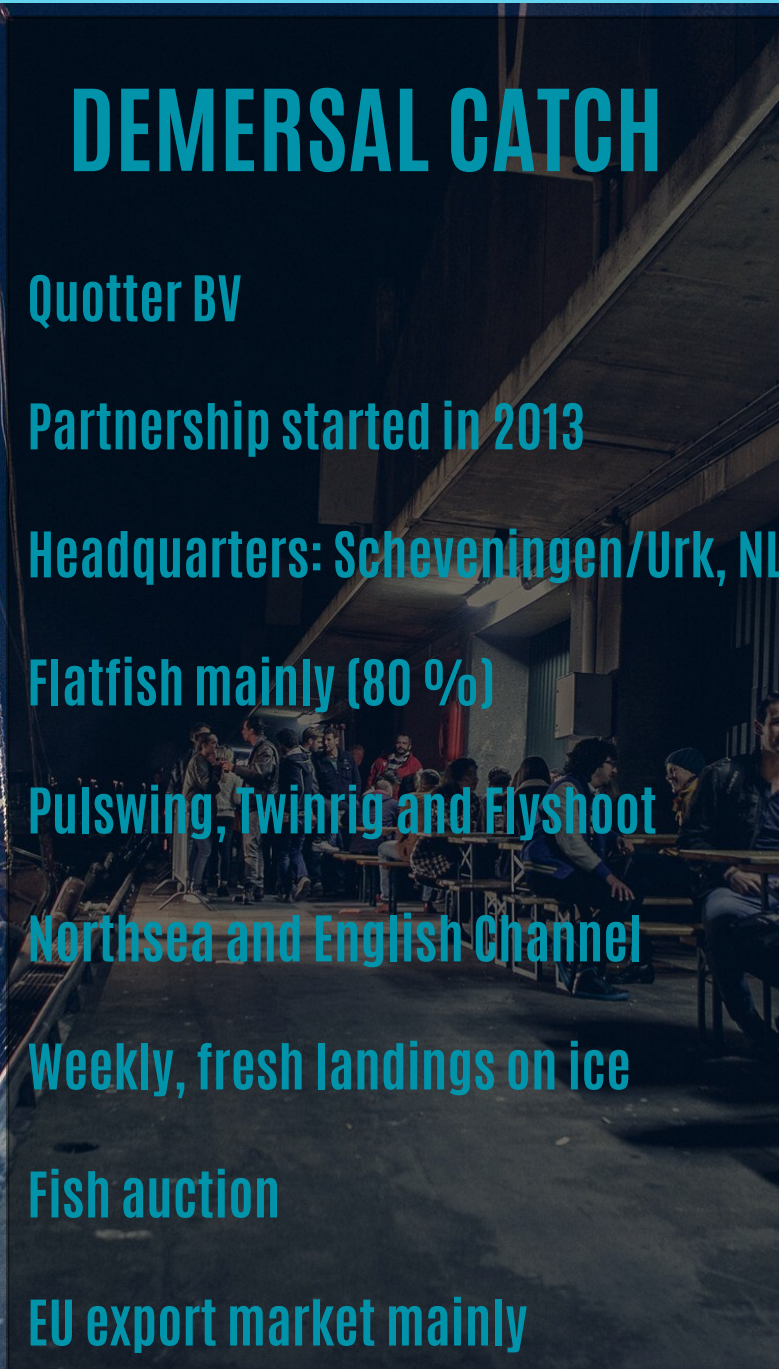 DEMERSAL CATCH
Quotter BV
Partnership started in 2013
Headquarters: Scheveningen/Urk, NL
Flatfish mainly (80 %)
Pulswing, Twinrig and Flyshoot
Northsea and English Channel
Weekly, fresh landings on ice
Fish auction
EU export market mainly